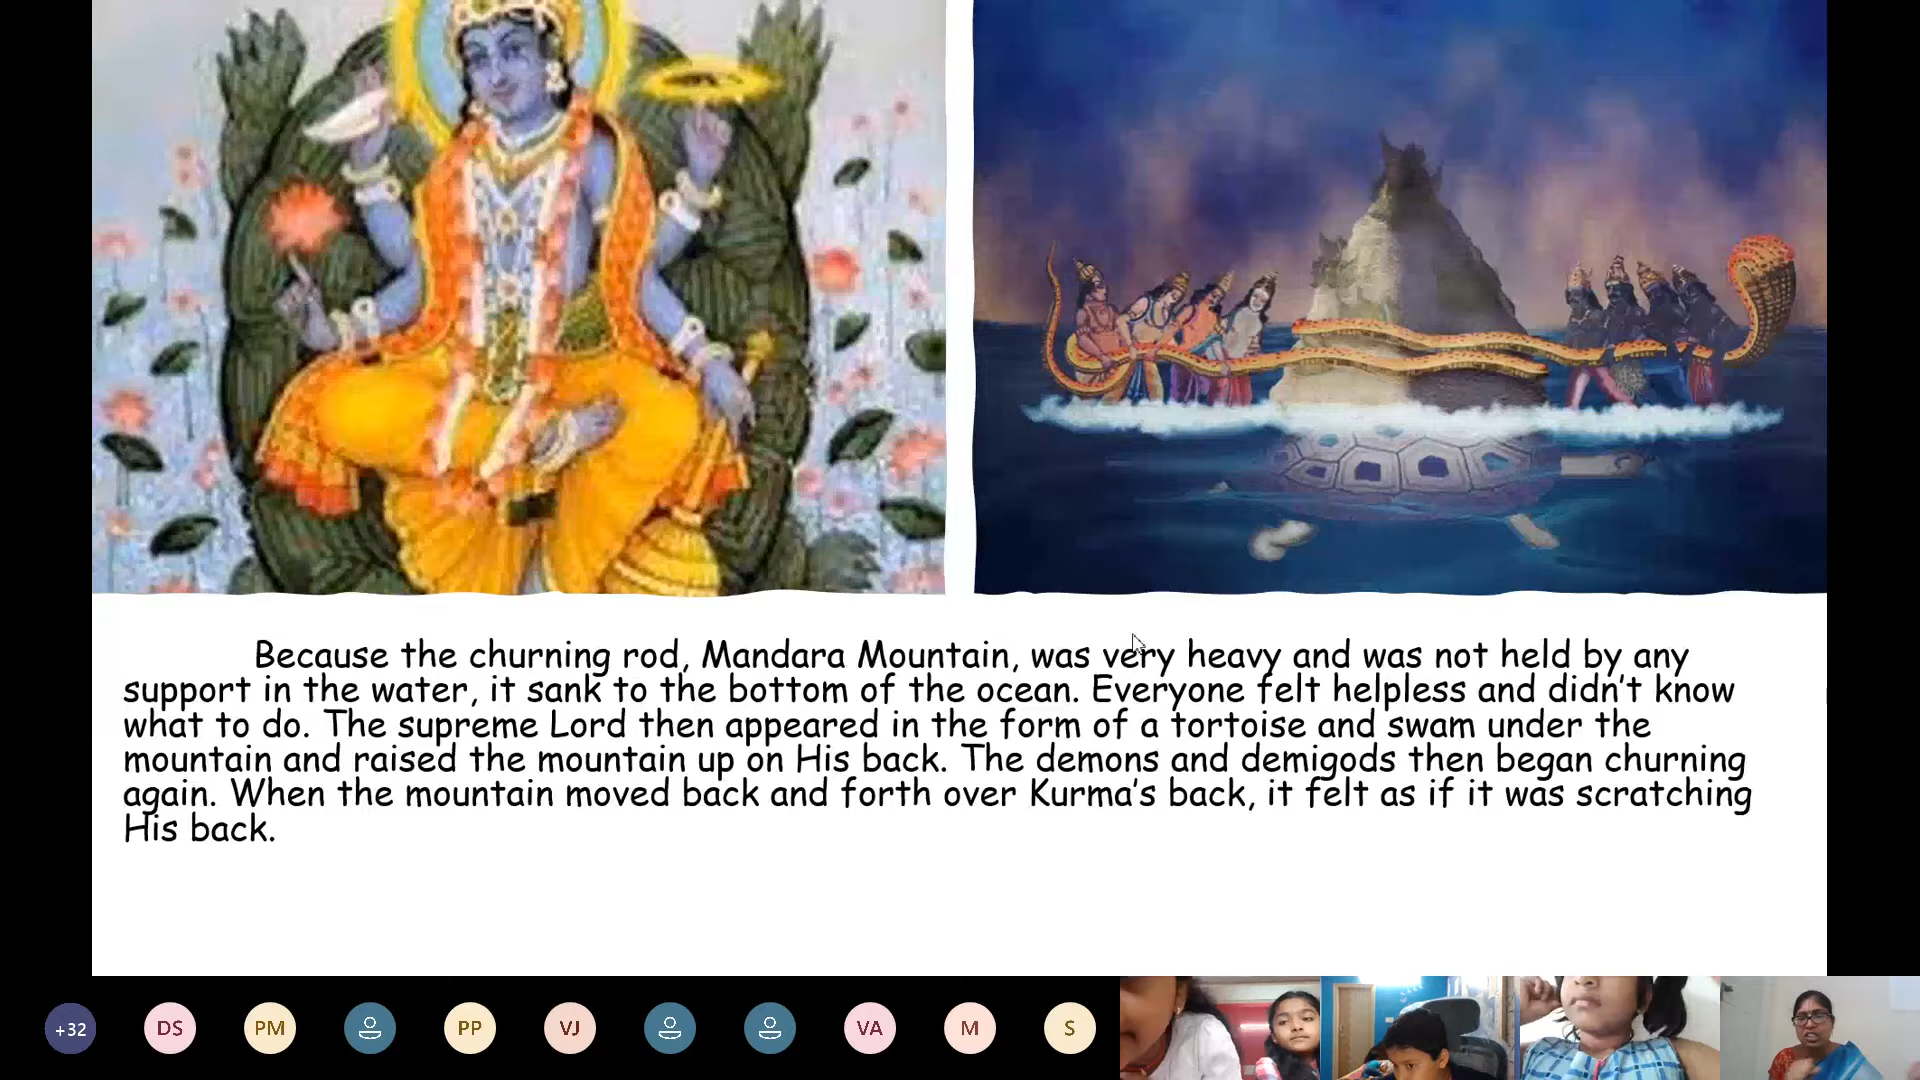 Because the churning rod, Mandara Mountain, was very heavy and was not held by any
support in the water, it sank to the bottom of the ocean. Everyone felt helpless and didn't know
what to do. The supreme Lord then appeared in the form of a tortoise and swam under the
mountain and raised the mountain up on His back. The demons and demigods then began churning
again. When the mountain moved back and forth over Kurma's back, it felt as if it was scratching
His back.
+32 DS PM PP VJ VA M S